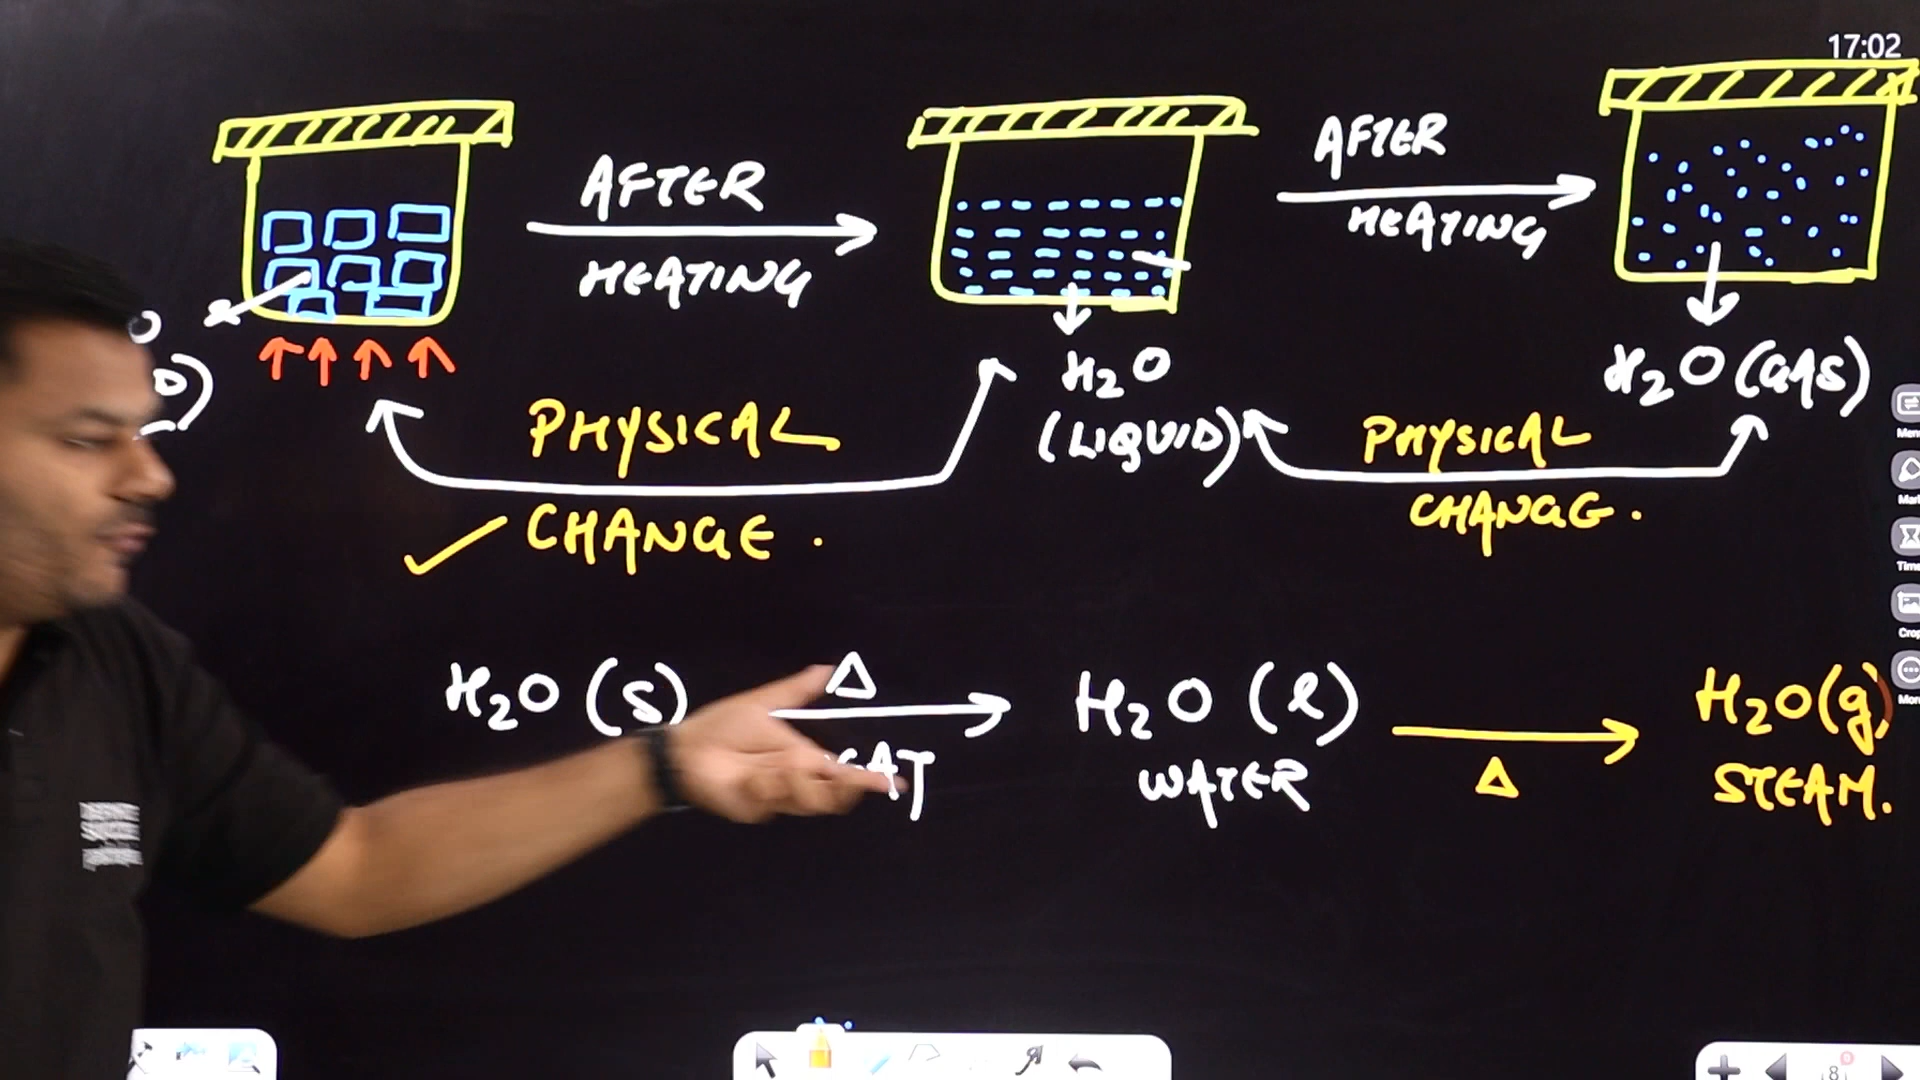 17:02
AFTER
HEATING
AFTER
HEATING
H₂O
(LIQUID)
H₂O (GAS)
PHYSICAL
CHANGE.
PHYSICAL
CHANGE.
H₂O (s)
Δ
H₂O (l)
WATER
Δ
H₂O(g)
STEAM.
8